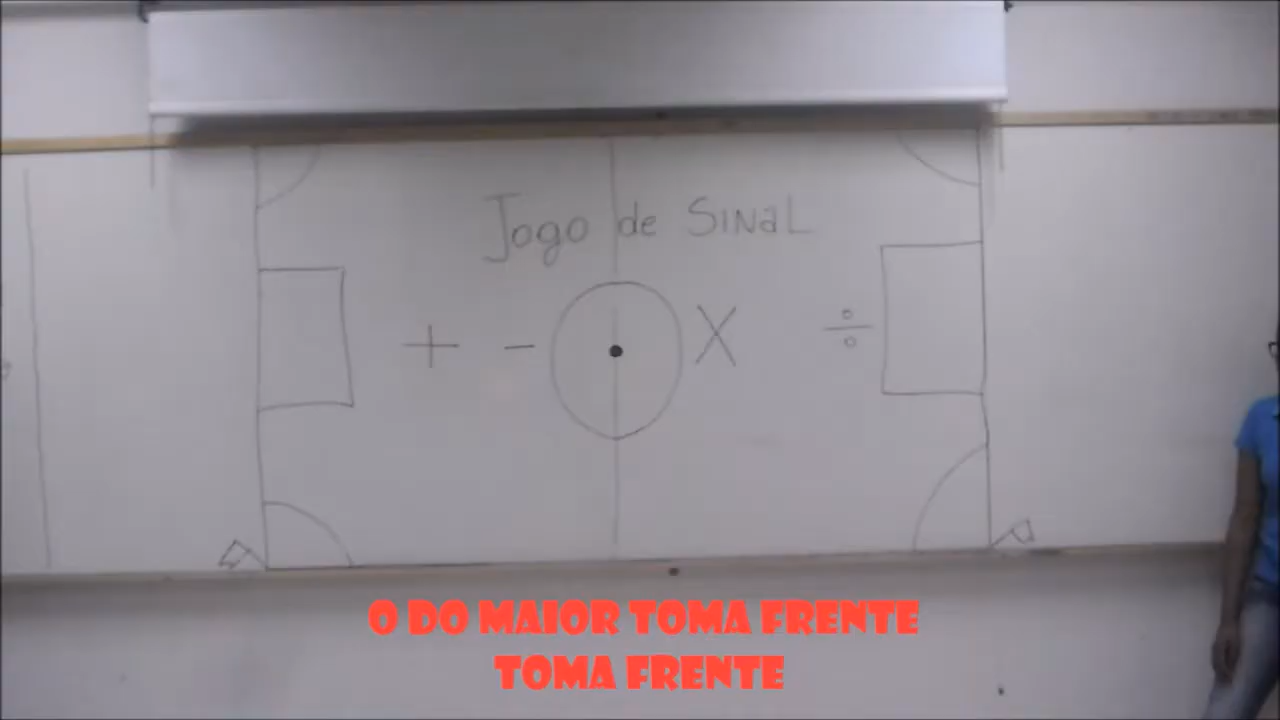 Jogo de SINaL
+ - X ÷
O DO MAIOR TOMA FRENTE
TOMA FRENTE